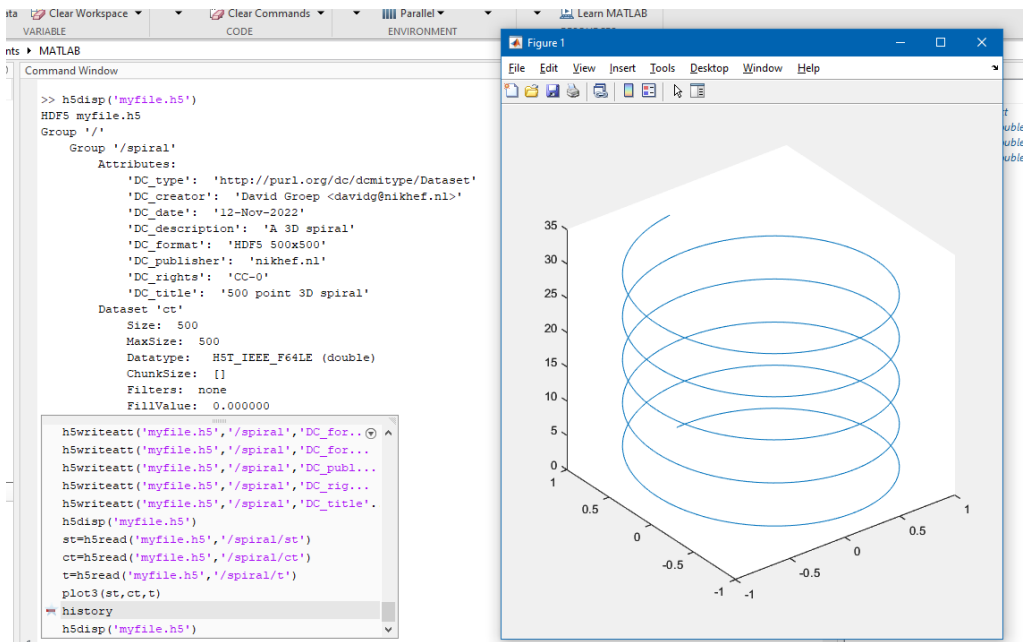 Clear Workspace
Clear Commands
Parallel
Learn MATLAB
VARIABLE
CODE
ENVIRONMENT
nts ▸ MATLAB
Command Window
>> h5disp('myfile.h5')
HDF5 myfile.h5
Group '/'
Group '/spiral'
Attributes:
'DC_type': 'http://purl.org/dc/dcmitype/Dataset'
'DC_creator': 'David Groep <davidg@nikhef.nl>'
'DC_date': '12-Nov-2022'
'DC_description': 'A 3D spiral'
'DC_format': 'HDF5 500x500'
'DC_publisher': 'nikhef.nl'
'DC_rights': 'CC-0'
'DC_title': '500 point 3D spiral'
Dataset 'ct'
Size: 500
MaxSize: 500
Datatype: H5T_IEEE_F64LE (double)
ChunkSize: []
Filters: none
FillValue: 0.000000
h5writeatt('myfile.h5','/spiral','DC_for..
h5writeatt('myfile.h5','/spiral','DC_for...
h5writeatt('myfile.h5','/spiral','DC_publ...
h5writeatt('myfile.h5','/spiral','DC_rig...
h5writeatt('myfile.h5','/spiral','DC_title'.
h5disp('myfile.h5')
st=h5read('myfile.h5','/spiral/st')
ct=h5read('myfile.h5','/spiral/ct')
t=h5read('myfile.h5','/spiral/t')
plot3(st,ct,t)
history
h5disp('myfile.h5')
Figure 1
File Edit View Insert Tools Desktop Window Help
35
30
25
20
15
10
5
0
1
0.5
0
-0.5
-1
-1
-0.5
0
0.5
1